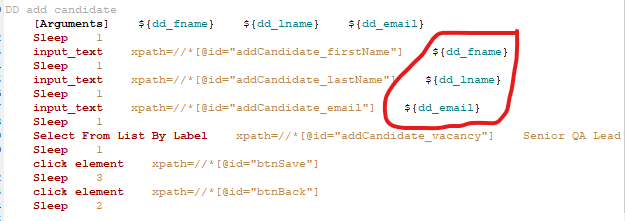 DD add candidate
[Arguments] ${dd_fname} ${dd_lname} ${dd_email}
Sleep 1
input_text xpath=//*[@id="addCandidate_firstName"] ${dd_fname}
Sleep 1
input_text xpath=//*[@id="addCandidate_lastName"] ${dd_lname}
Sleep 1
input_text xpath=//*[@id="addCandidate_email"] ${dd_email}
Sleep 1
Select From List By Label xpath=//*[@id="addCandidate_vacancy"] Senior QA Lead
Sleep 1
click element xpath=//*[@id="btnSave"]
Sleep 3
click element xpath=//*[@id="btnBack"]
Sleep 2